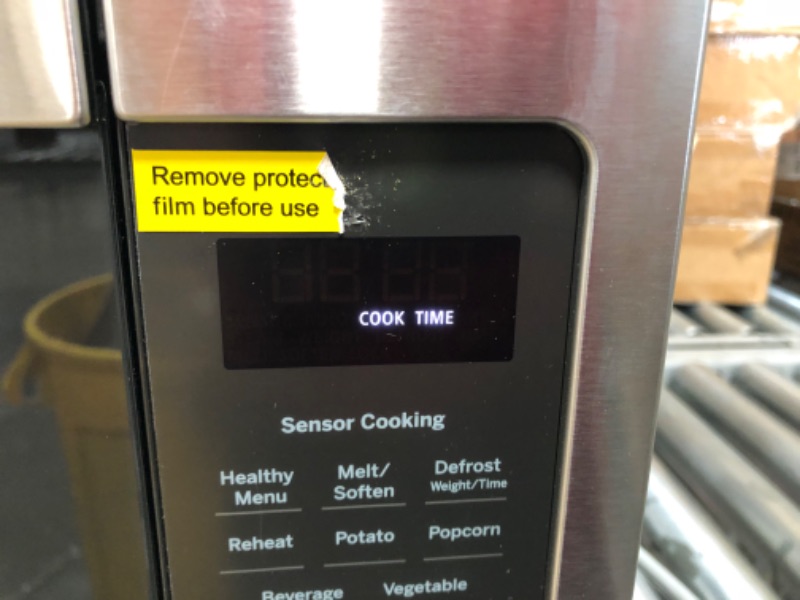 Remove protec
film before use
COOK TIME
Sensor Cooking
Healthy Menu
Melt/ Soften
Defrost
Weight/Time
Reheat
Potato
Popcorn
Beverage
Vegetable